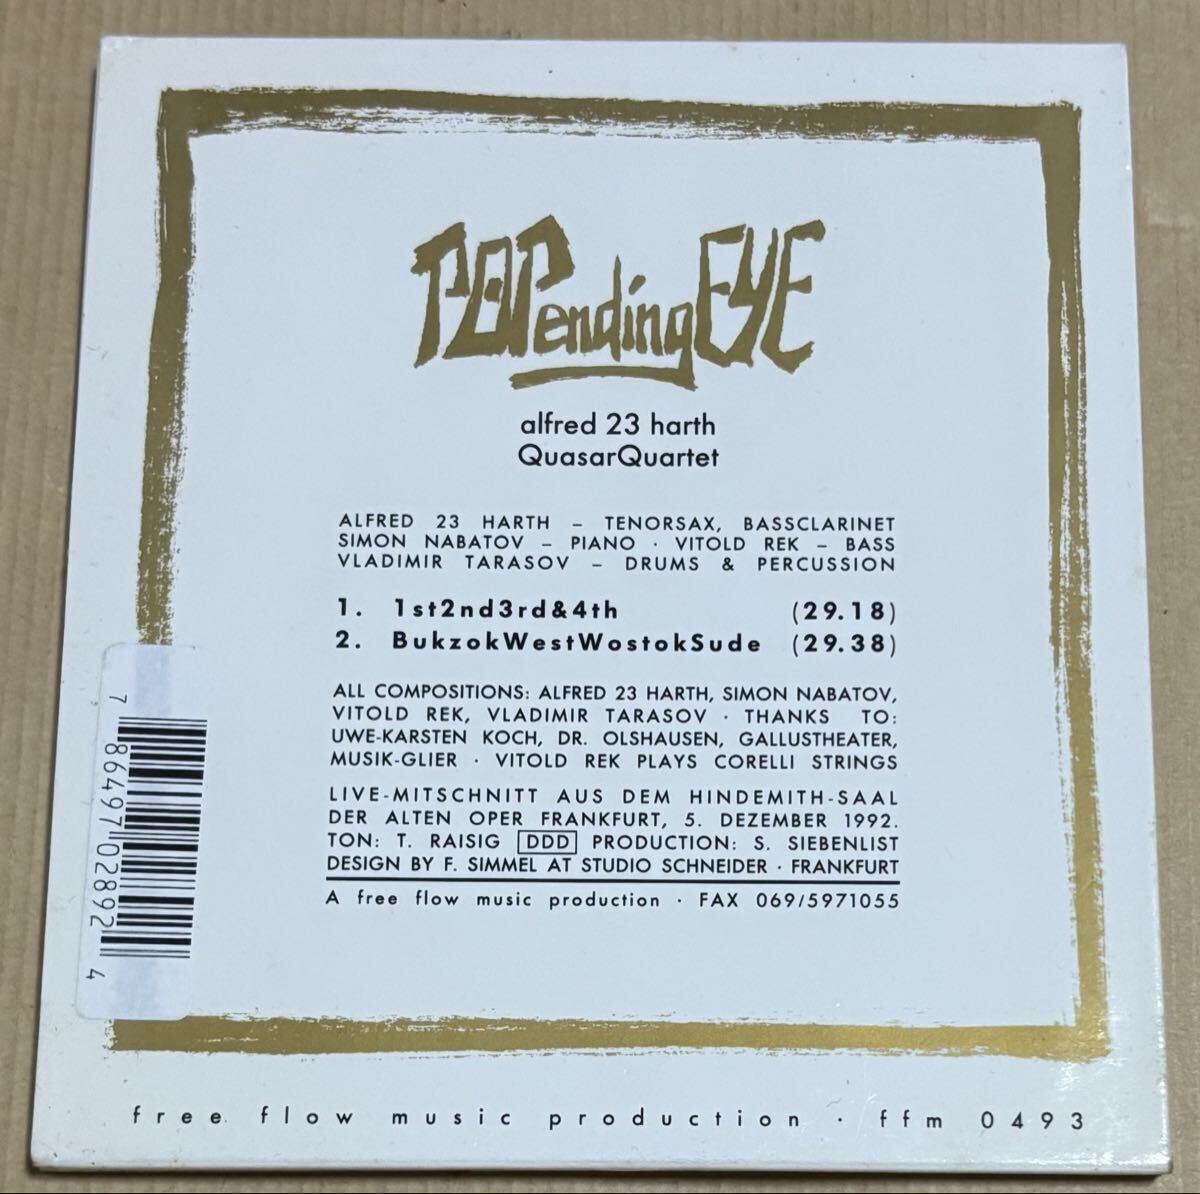 POPendingEYE
alfred 23 harth
QuasarQuartet
ALFRED 23 HARTH – TENORSAX, BASSCLARINET
SIMON NABATOV – PIANO · VITOLD REK – BASS
VLADIMIR TARASOV – DRUMS & PERCUSSION
1. 1st2nd3rd&4th (29.18)
2. BukzokWestWostokSude (29.38)
ALL COMPOSITIONS: ALFRED 23 HARTH, SIMON NABATOV,
VITOLD REK, VLADIMIR TARASOV · THANKS TO:
UWE-KARSTEN KOCH, DR. OLSHAUSEN, GALLUSTHEATER,
MUSIK-GLIER · VITOLD REK PLAYS CORELLI STRINGS
LIVE-MITSCHNITT AUS DEM HINDEMITH-SAAL
DER ALTEN OPER FRANKFURT, 5. DEZEMBER 1992.
TON: T. RAISIG DDD PRODUCTION: S. SIEBENLIST
DESIGN BY F. SIMMEL AT STUDIO SCHNEIDER · FRANKFURT
A free flow music production · FAX 069/5971055
7 86497 02892 4
free flow music production · ffm 0493